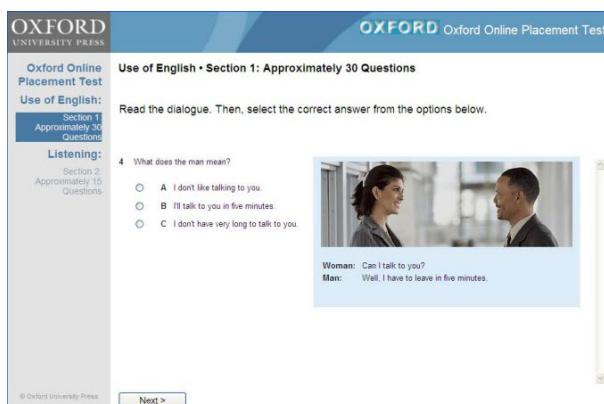 OXFORD
UNIVERSITY PRESS
OXFORD Oxford Online Placement Test
Oxford Online
Placement Test
Use of English:
Section 1:
Approximately 30
Questions
Listening:
Section 2:
Approximately 15
Questions
Use of English • Section 1: Approximately 30 Questions
Read the dialogue. Then, select the correct answer from the options below.
4 What does the man mean?
A I don't like talking to you.
B I'll talk to you in five minutes.
C I don't have very long to talk to you.
Woman: Can I talk to you?
Man: Well, I have to leave in five minutes.
© Oxford University Press
Next >